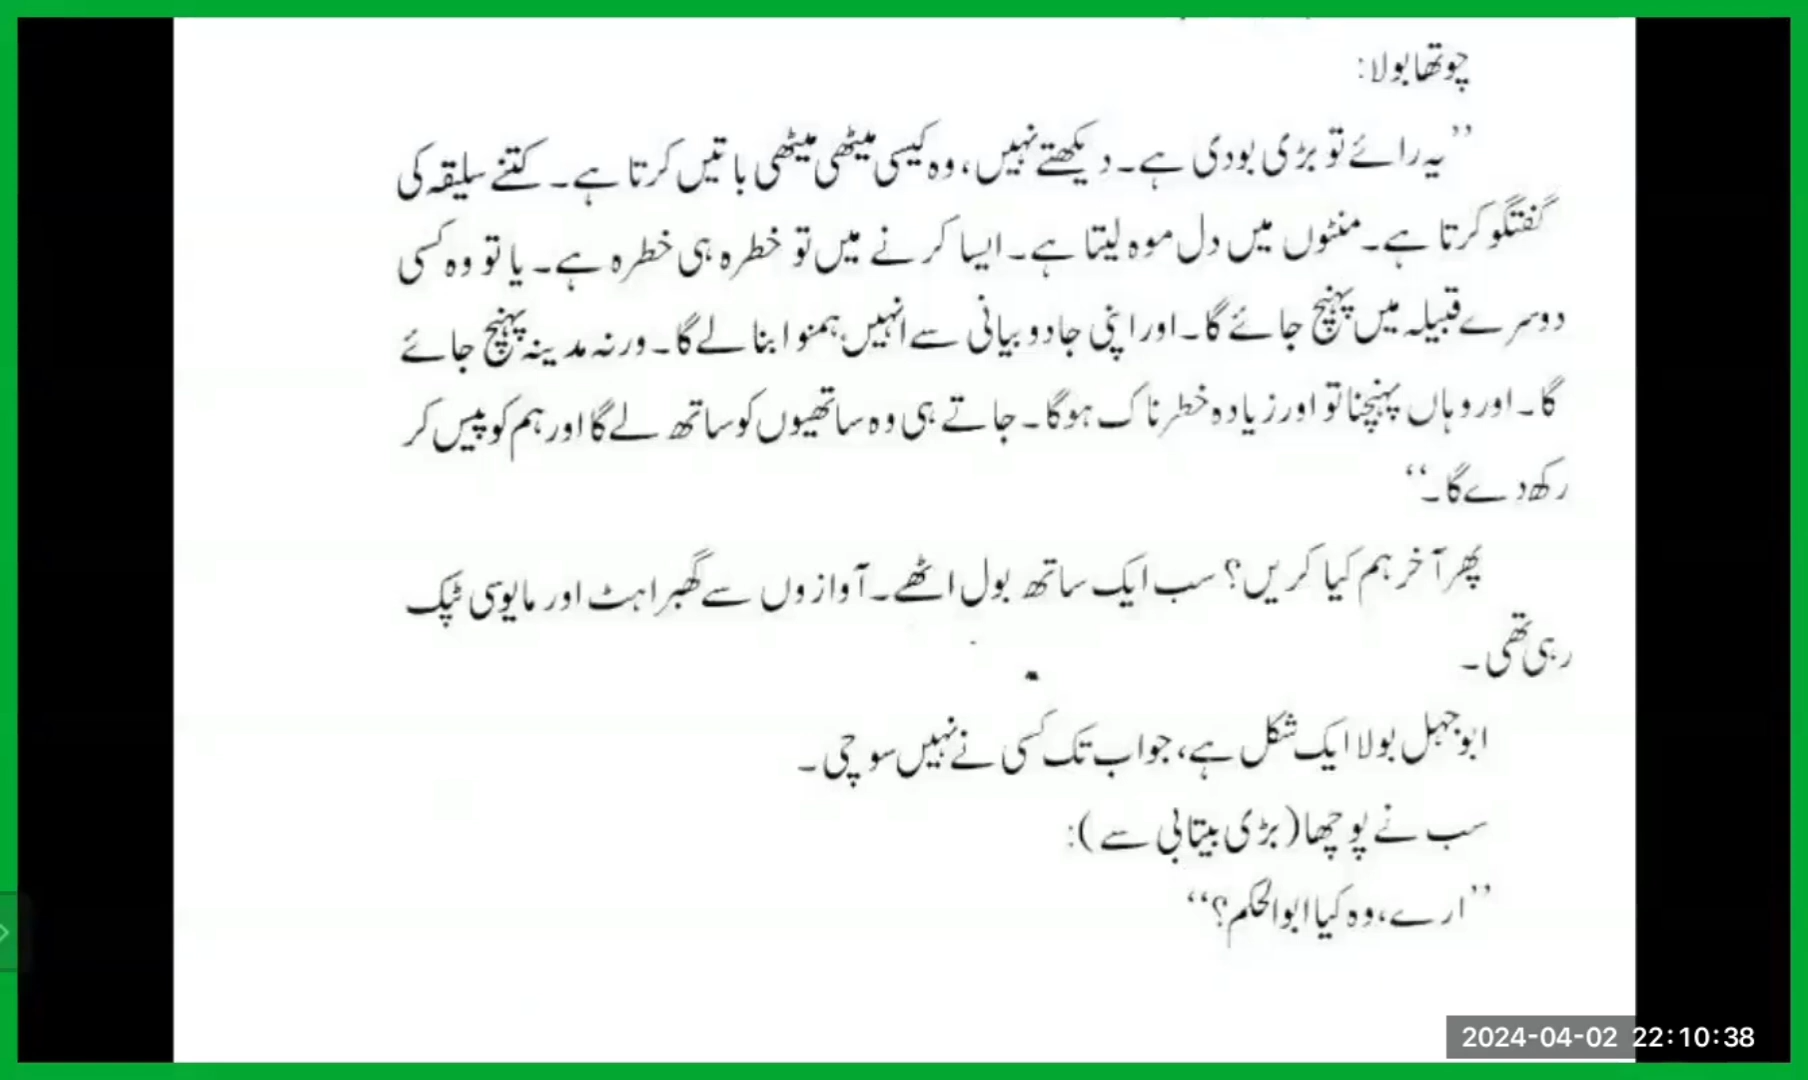 چوتھا بولا:
’’یہ رائے تو بڑی بودی ہے۔ دیکھتے نہیں، وہ کیسی میٹھی میٹھی باتیں کرتا ہے۔ کتنے سلیقہ کی
گفتگو کرتا ہے۔ منٹوں میں دل موہ لیتا ہے۔ ایسا کرنے میں تو خطرہ ہی خطرہ ہے۔ یا تو وہ کسی
دوسرے قبیلہ میں پہنچ جائے گا۔ اور اپنی جادو بیانی سے انہیں ہمنوا بنا لے گا۔ ورنہ مدینہ پہنچ جائے
گا۔ اور وہاں پہنچنا تو اور زیادہ خطرناک ہوگا۔ جاتے ہی وہ ساتھیوں کو ساتھ لے گا اور ہم کو پیس کر
رکھ دے گا۔‘‘
پھر آخر ہم کیا کریں؟ سب ایک ساتھ بول اٹھے۔ آوازوں سے گھبراہٹ اور مایوسی ٹپک
رہی تھی۔
ابوجہل بولا ایک شکل ہے، جو اب تک کسی نے نہیں سوچی۔
سب نے پوچھا (بڑی بیتابی سے):
’’ارے، وہ کیا ابوالحکم؟‘‘
2024-04-02 22:10:38